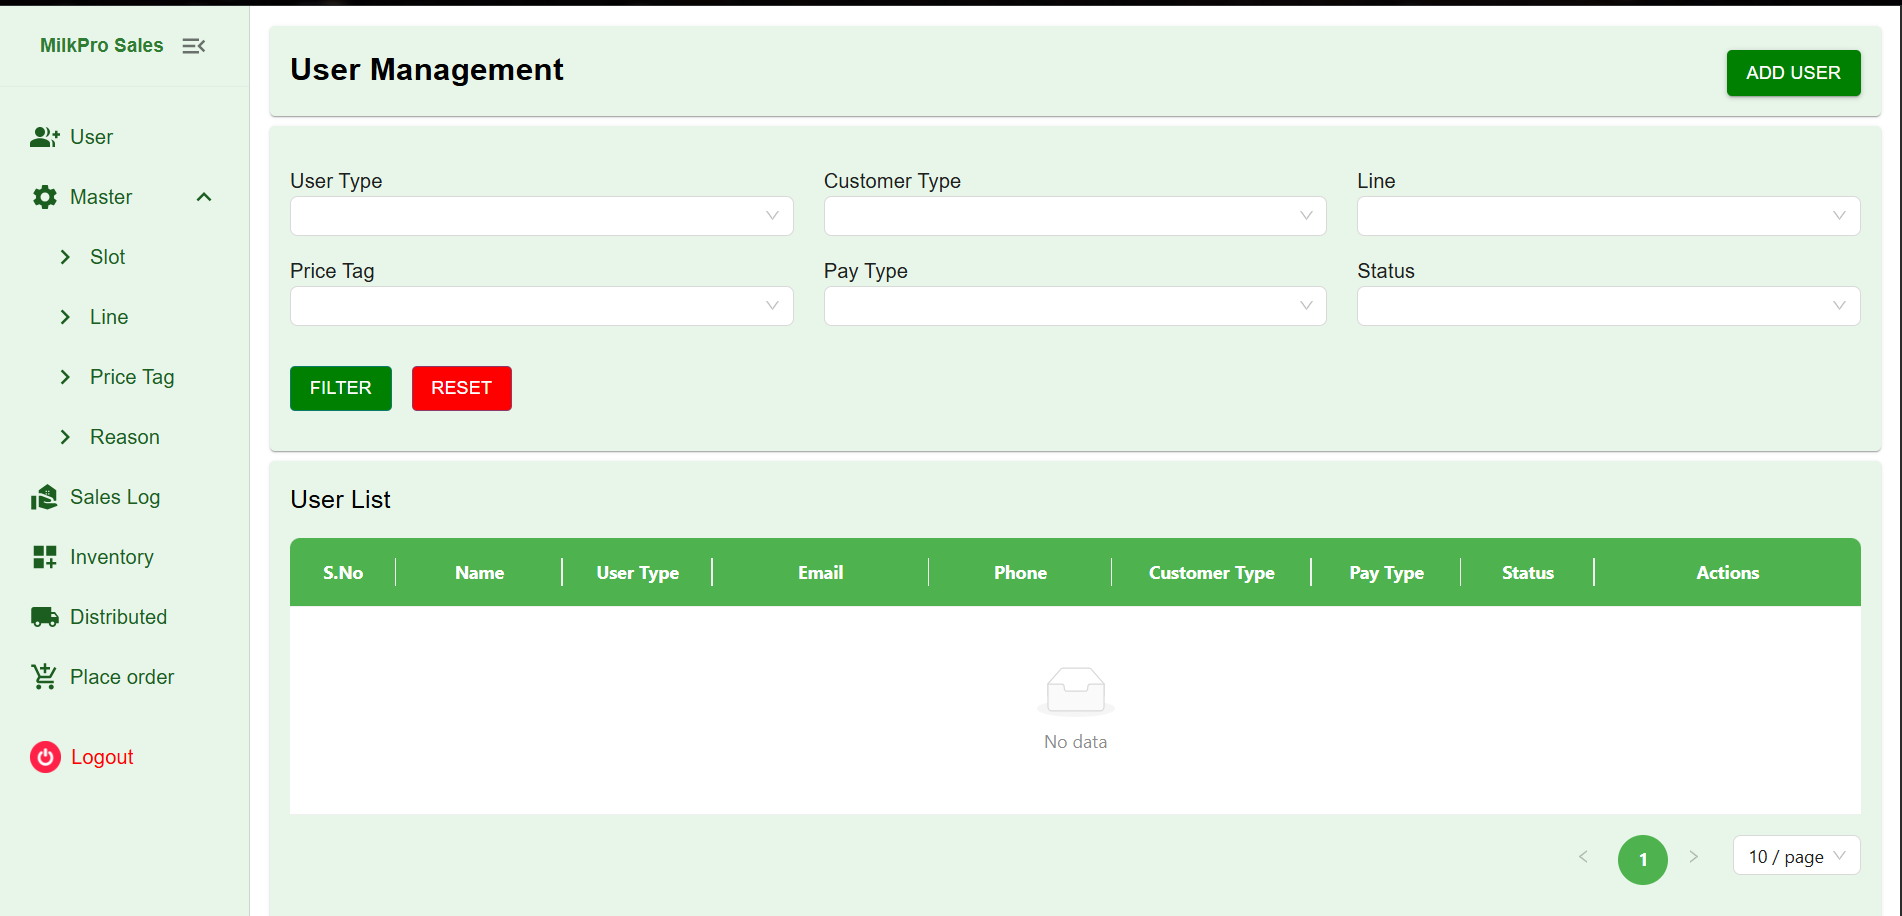 MilkPro Sales
User
Master
Slot
Line
Price Tag
Reason
Sales Log
Inventory
Distributed
Place order
Logout
User Management
ADD USER
User Type
Customer Type
Line
Price Tag
Pay Type
Status
FILTER
RESET
User List
S.No Name User Type Email Phone Customer Type Pay Type Status Actions
No data
1
10 / page